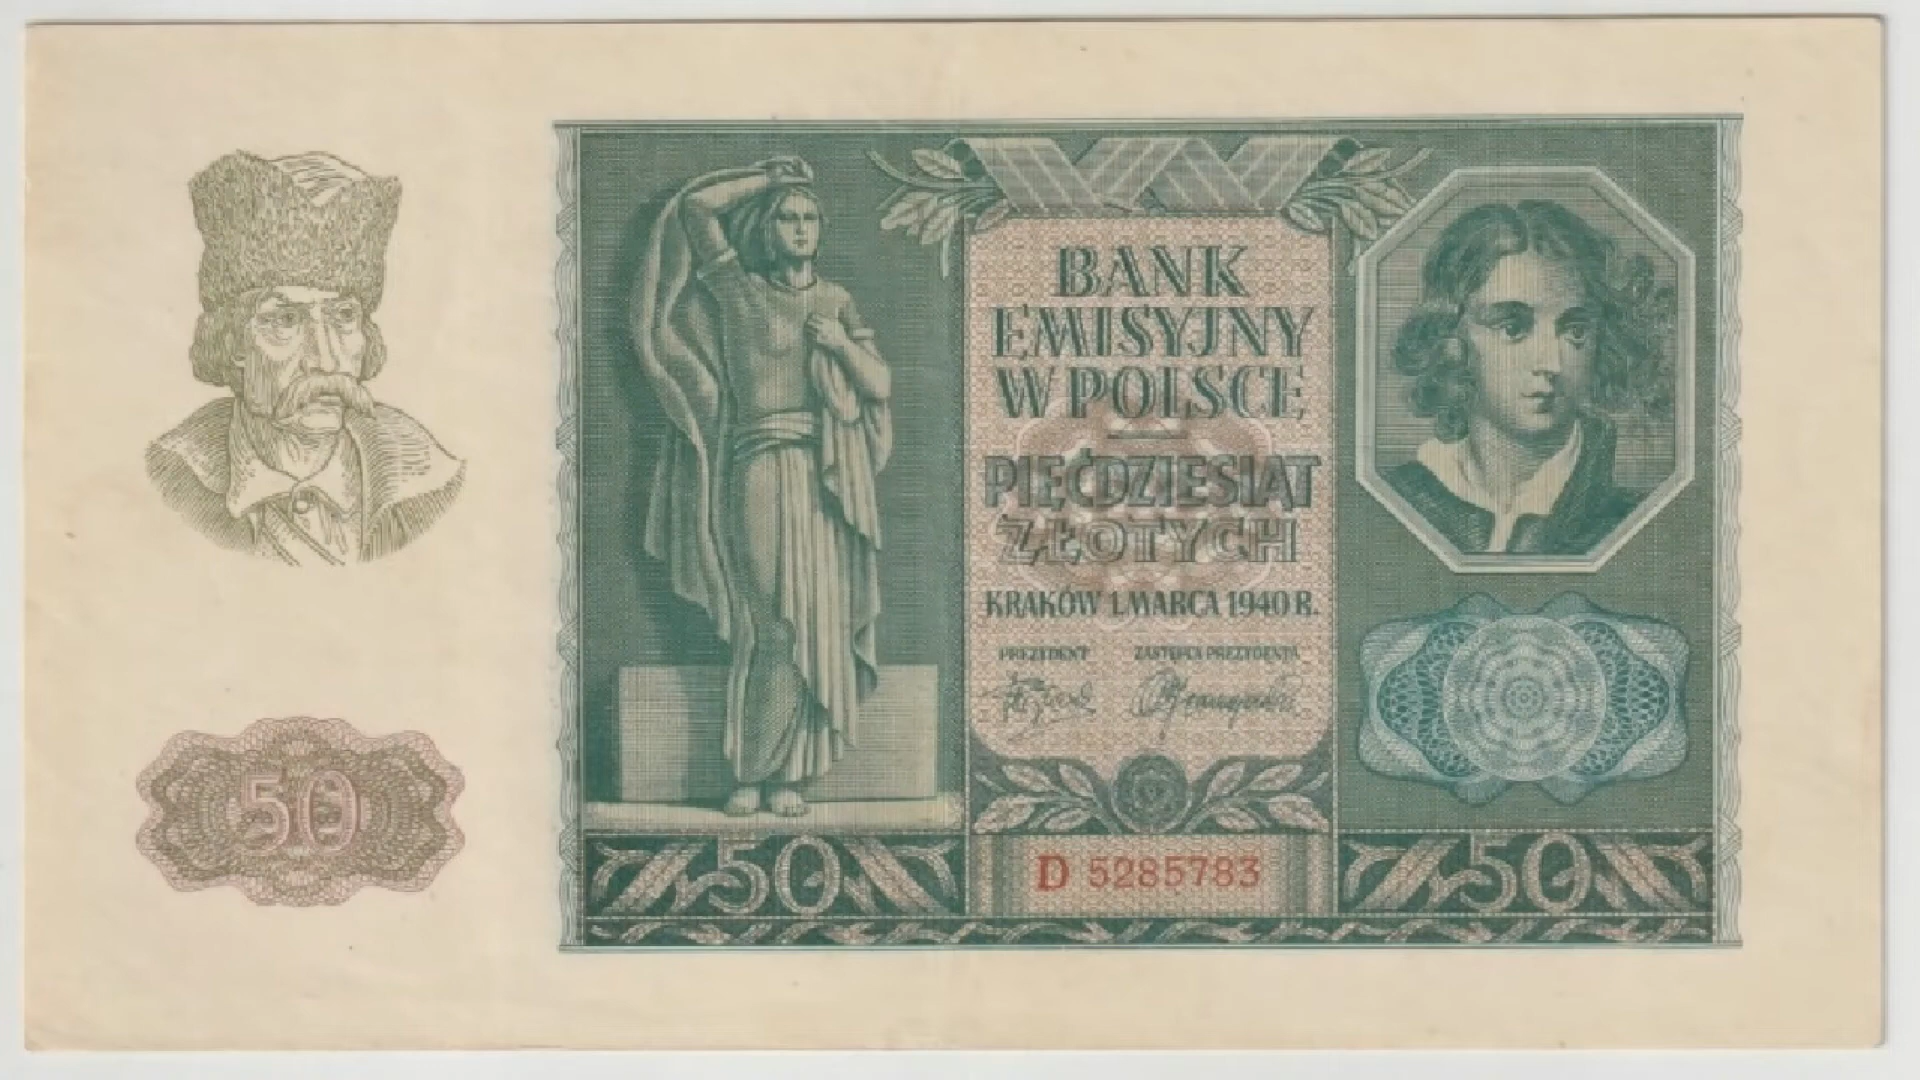 BANK
EMISYJNY
W POLSCE
PIĘĆDZIESIĄT
ZŁOTYCH
KRAKÓW 1. MARCA 1940 R.
PREZYDENT ZASTĘPCA PREZYDENTA
50
50 D 5285783 50